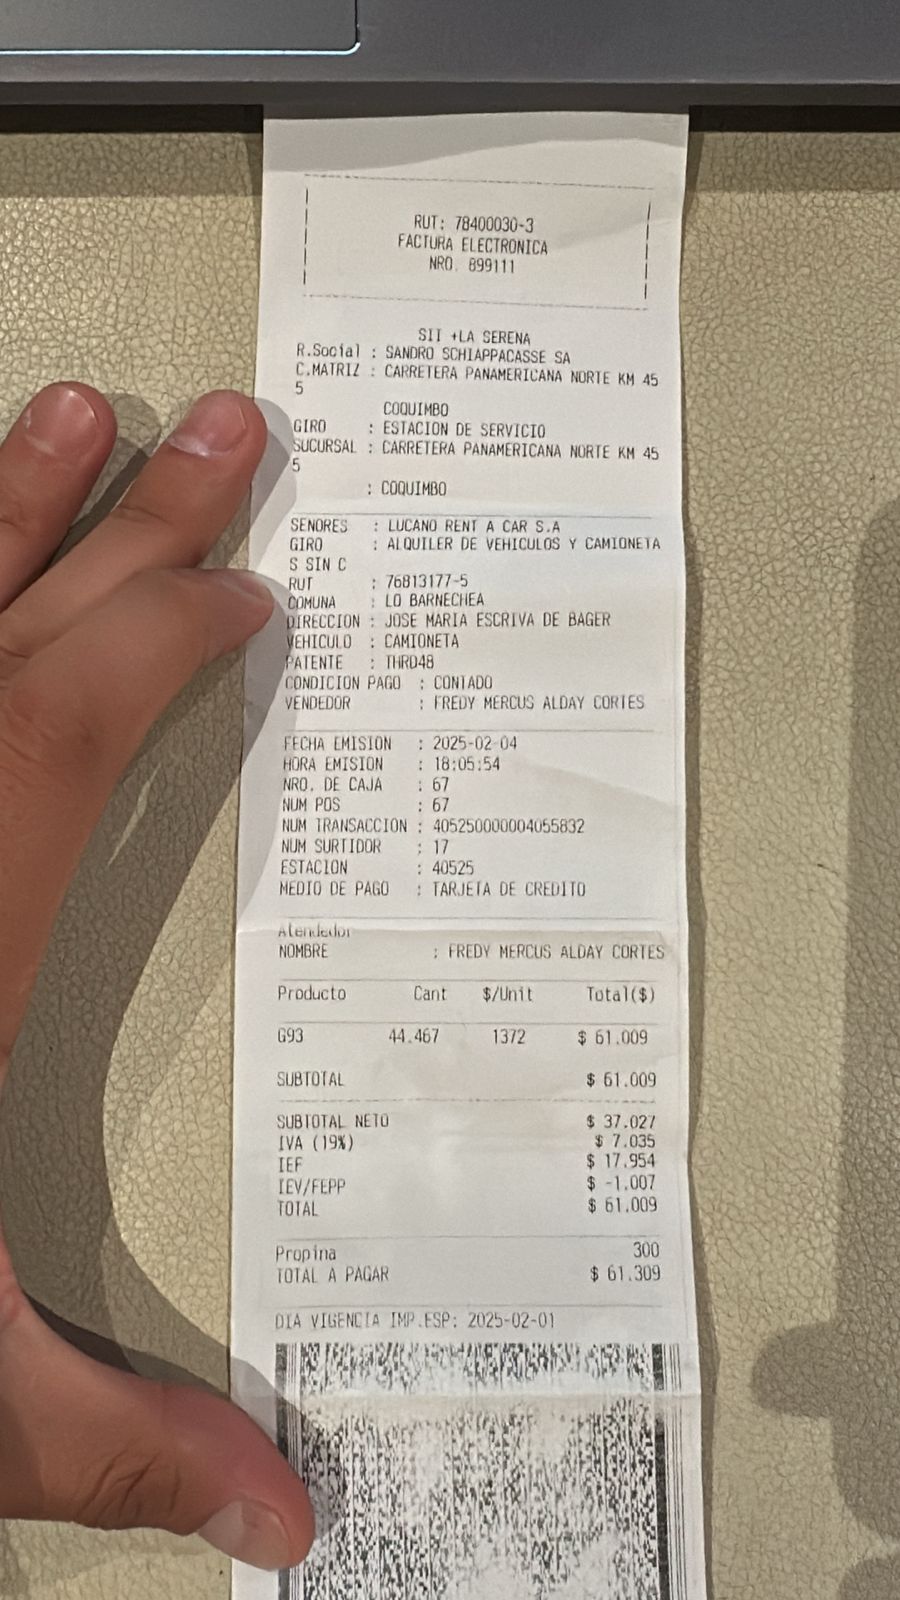 RUT: 78400030-3
FACTURA ELECTRONICA
NRO. 899111
SII +LA SERENA
R.Social : SANDRO SCHIAPPACASSE SA
C.MATRIZ : CARRETERA PANAMERICANA NORTE KM 45
5
COQUIMBO
GIRO : ESTACION DE SERVICIO
SUCURSAL : CARRETERA PANAMERICANA NORTE KM 45
5
: COQUIMBO
SENORES : LUCANO RENT A CAR S.A
GIRO : ALQUILER DE VEHICULOS Y CAMIONETA
S SIN C
RUT : 76813177-5
COMUNA : LO BARNECHEA
DIRECCION : JOSE MARIA ESCRIVA DE BAGER
VEHICULO : CAMIONETA
PATENTE : THRD48
CONDICION PAGO : CONTADO
VENDEDOR : FREDY MERCUS ALDAY CORTES
FECHA EMISION : 2025-02-04
HORA EMISION : 18:05:54
NRO. DE CAJA : 67
NUM POS : 67
NUM TRANSACCION : 405250000004055832
NUM SURTIDOR : 17
ESTACION : 40525
MEDIO DE PAGO : TARJETA DE CREDITO
Atendedor
NOMBRE : FREDY MERCUS ALDAY CORTES
Producto Cant $/Unit Total($)
G93 44.467 1372 $ 61.009
SUBTOTAL $ 61.009
SUBTOTAL NETO $ 37.027
IVA (19%) $ 7.035
IEF $ 17.954
IEV/FEPP $ -1.007
TOTAL $ 61.009
Propina 300
TOTAL A PAGAR $ 61.309
DIA VIGENCIA IMP.ESP: 2025-02-01